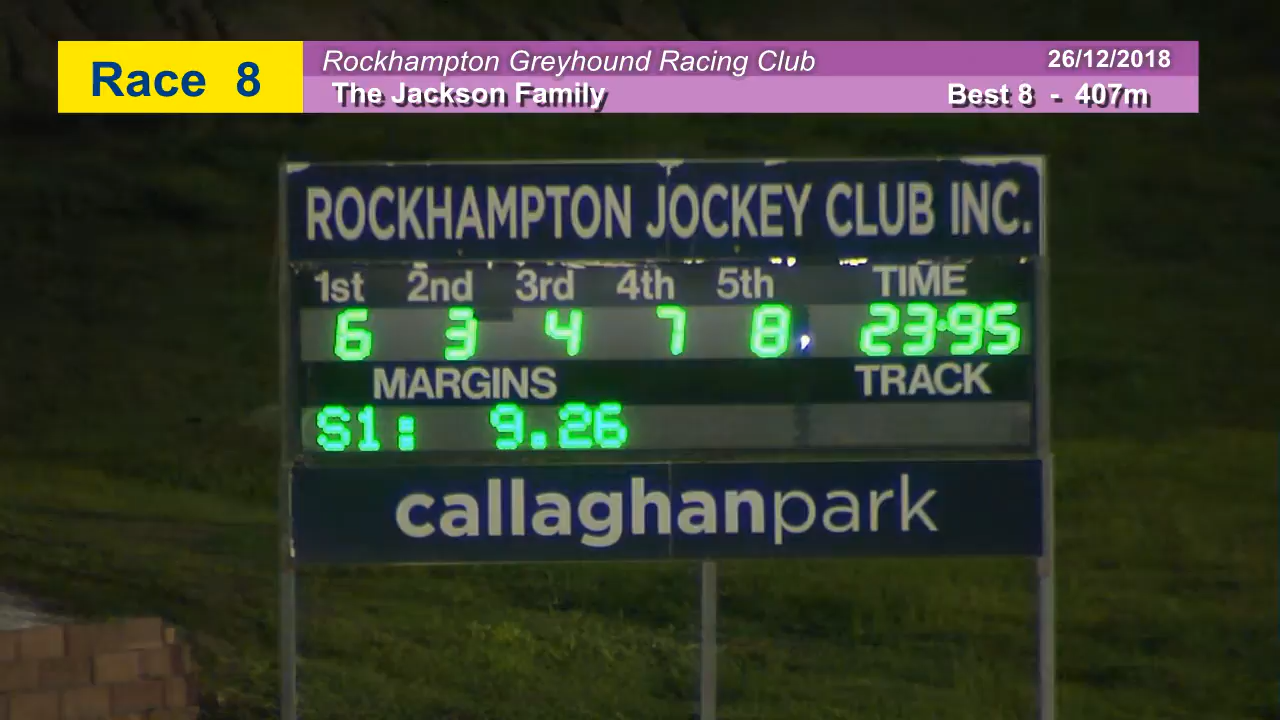 Race 8
Rockhampton Greyhound Racing Club 26/12/2018
The Jackson Family Best 8 - 407m
ROCKHAMPTON JOCKEY CLUB INC.
1st 2nd 3rd 4th 5th TIME
6 3 4 7 8 23.95
MARGINS TRACK
S1: 9.26
callaghanpark